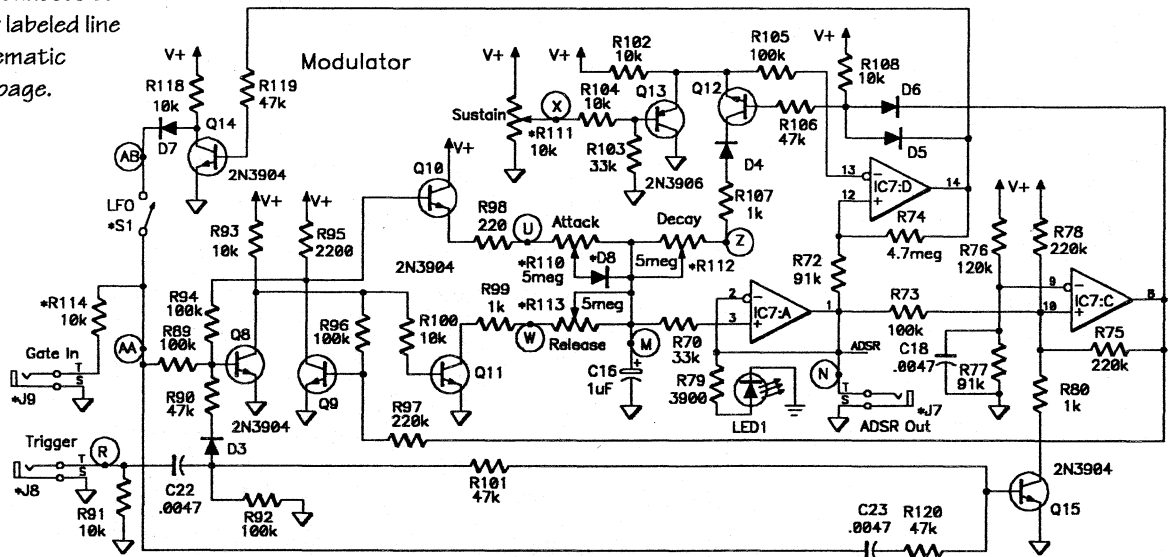 r labeled line
ematic
page.
Modulator
V+
R118
10k
R119
47k
D7
Q14
2N3904
AB
LFO
*S1
V+
Sustain
X
*R111
10k
V+
R102
10k
R104
10k
R103
33k
Q13
2N3906
Q12
R105
100k
R106
47k
V+
R108
10k
D6
D5
D4
R107
1k
13
12
IC7:D
14
R74
4.7meg
V+
R93
10k
V+
R95
2200
Q10
V+
2N3904
R98
220
U
Attack
*R110
5meg
*D8
Decay
5meg
*R112
Z
R72
91k
V+
R76
120k
R78
220k
9
10
IC7:C
8
*R114
10k
R94
100k
R89
100k
AA
Q8
2N3904
R96
100k
R100
10k
R99
1k
W
*R113
5meg
Release
M
R70
33k
2
3
IC7:A
1
R73
100k
ADSR
C18
.0047
R77
91k
R75
220k
R80
1k
Gate In
T
S
*J9
R90
47k
Q9
Q11
C16
+
1uF
R79
3900
LED1
N
T
S
*J7
ADSR Out
R97
220k
D3
Trigger
T
S
*J8
R
R91
10k
C22
.0047
R92
100k
R101
47k
2N3904
Q15
C23
.0047
R120
47k